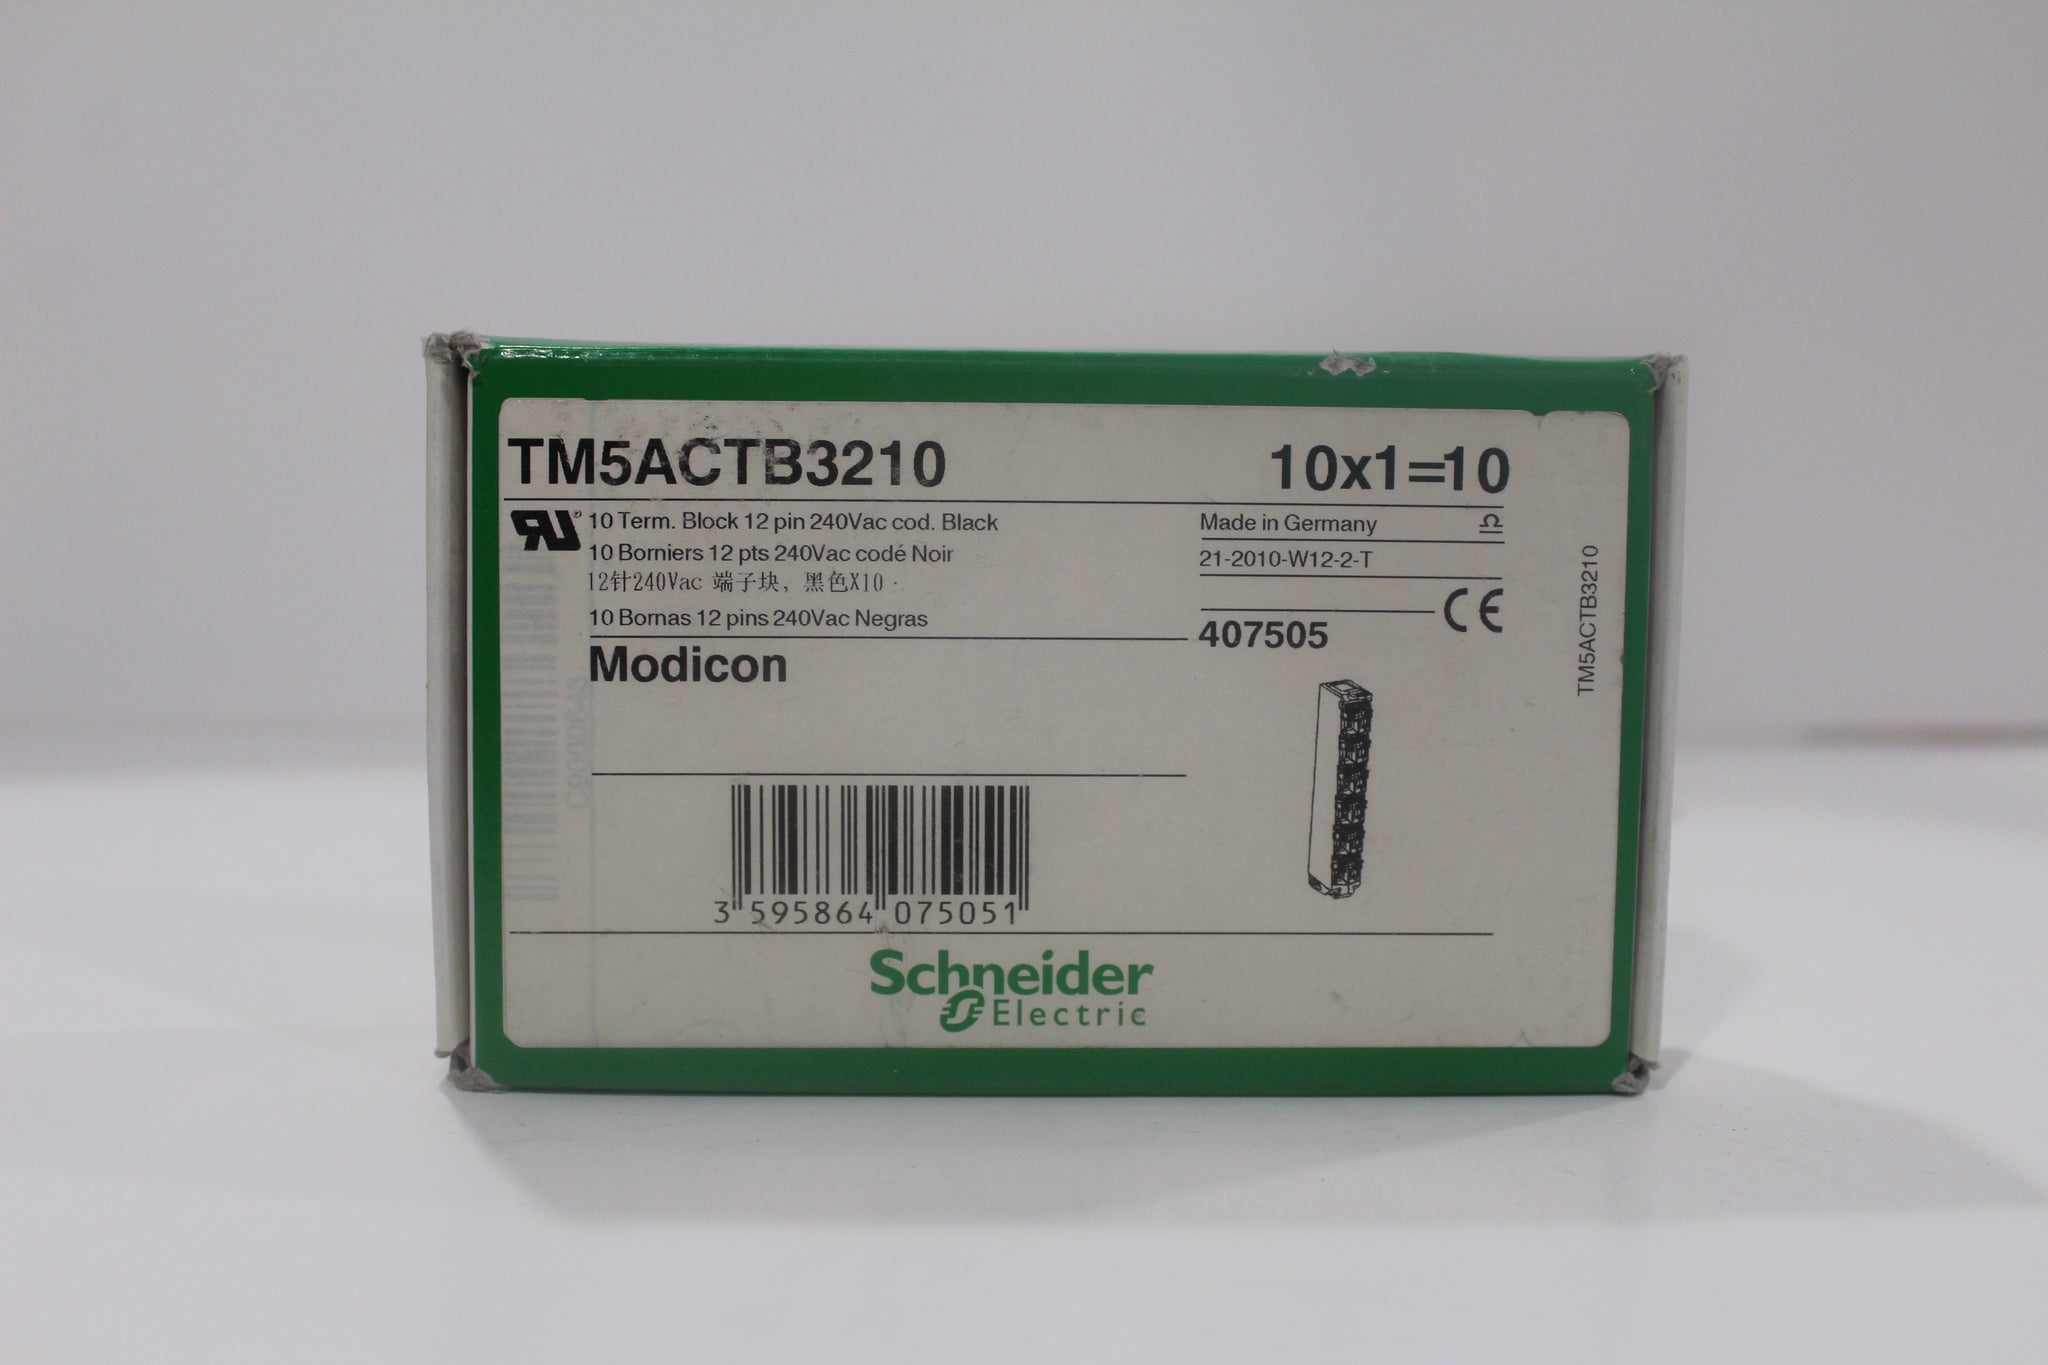 TM5ACTB3210
10x1=10
10 Term. Block 12 pin 240Vac cod. Black
10 Borniers 12 pts 240Vac codé Noir
12针240Vac 端子块，黑色X10
10 Bornas 12 pins 240Vac Negras
Modicon
Made in Germany
21-2010-W12-2-T
CE
407505
TM5ACTB3210
3 595864 075051
Schneider
Electric